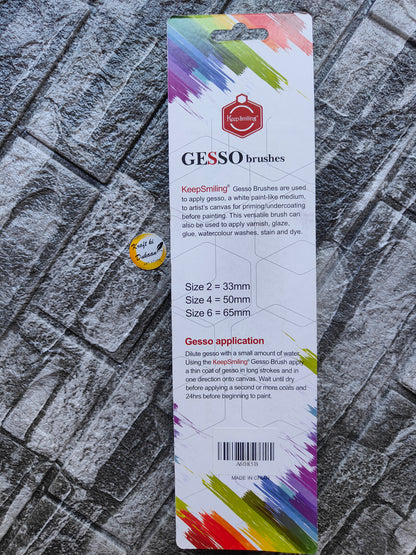 KeepSmiling®
GESSO brushes
KeepSmiling® Gesso Brushes are used
to apply gesso, a white paint-like medium,
to artist's canvas for priming/undercoating
before painting. This versatile brush can
also be used to apply varnish, glaze,
glue, watercolour washes, stain and dye.
Kraft ki
Dukaan
Size 2 = 33mm
Size 4 = 50mm
Size 6 = 65mm
Gesso application
Dilute gesso with a small amount of water.
Using the KeepSmiling® Gesso Brush apply
a thin coat of gesso in long strokes and in
one direction onto canvas. Wait until dry
before applying a second or more coats and
24hrs before beginning to paint.
A6083B
MADE IN CHINA